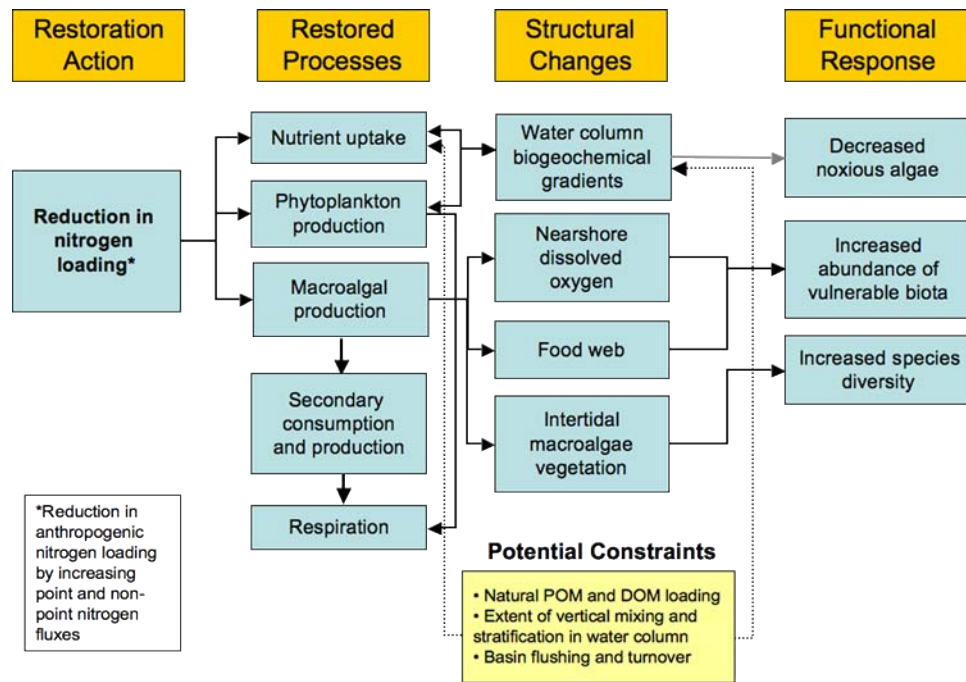 Restoration
Action
Restored
Processes
Structural
Changes
Functional
Response
Reduction in
nitrogen
loading*
Nutrient uptake
Phytoplankton
production
Macroalgal
production
Secondary
consumption
and production
Respiration
Water column
biogeochemical
gradients
Nearshore
dissolved
oxygen
Food web
Intertidal
macroalgae
vegetation
Decreased
noxious algae
Increased
abundance of
vulnerable biota
Increased species
diversity
*Reduction in
anthropogenic
nitrogen loading
by increasing
point and non-
point nitrogen
fluxes
Potential Constraints
• Natural POM and DOM loading
• Extent of vertical mixing and
stratification in water column
• Basin flushing and turnover